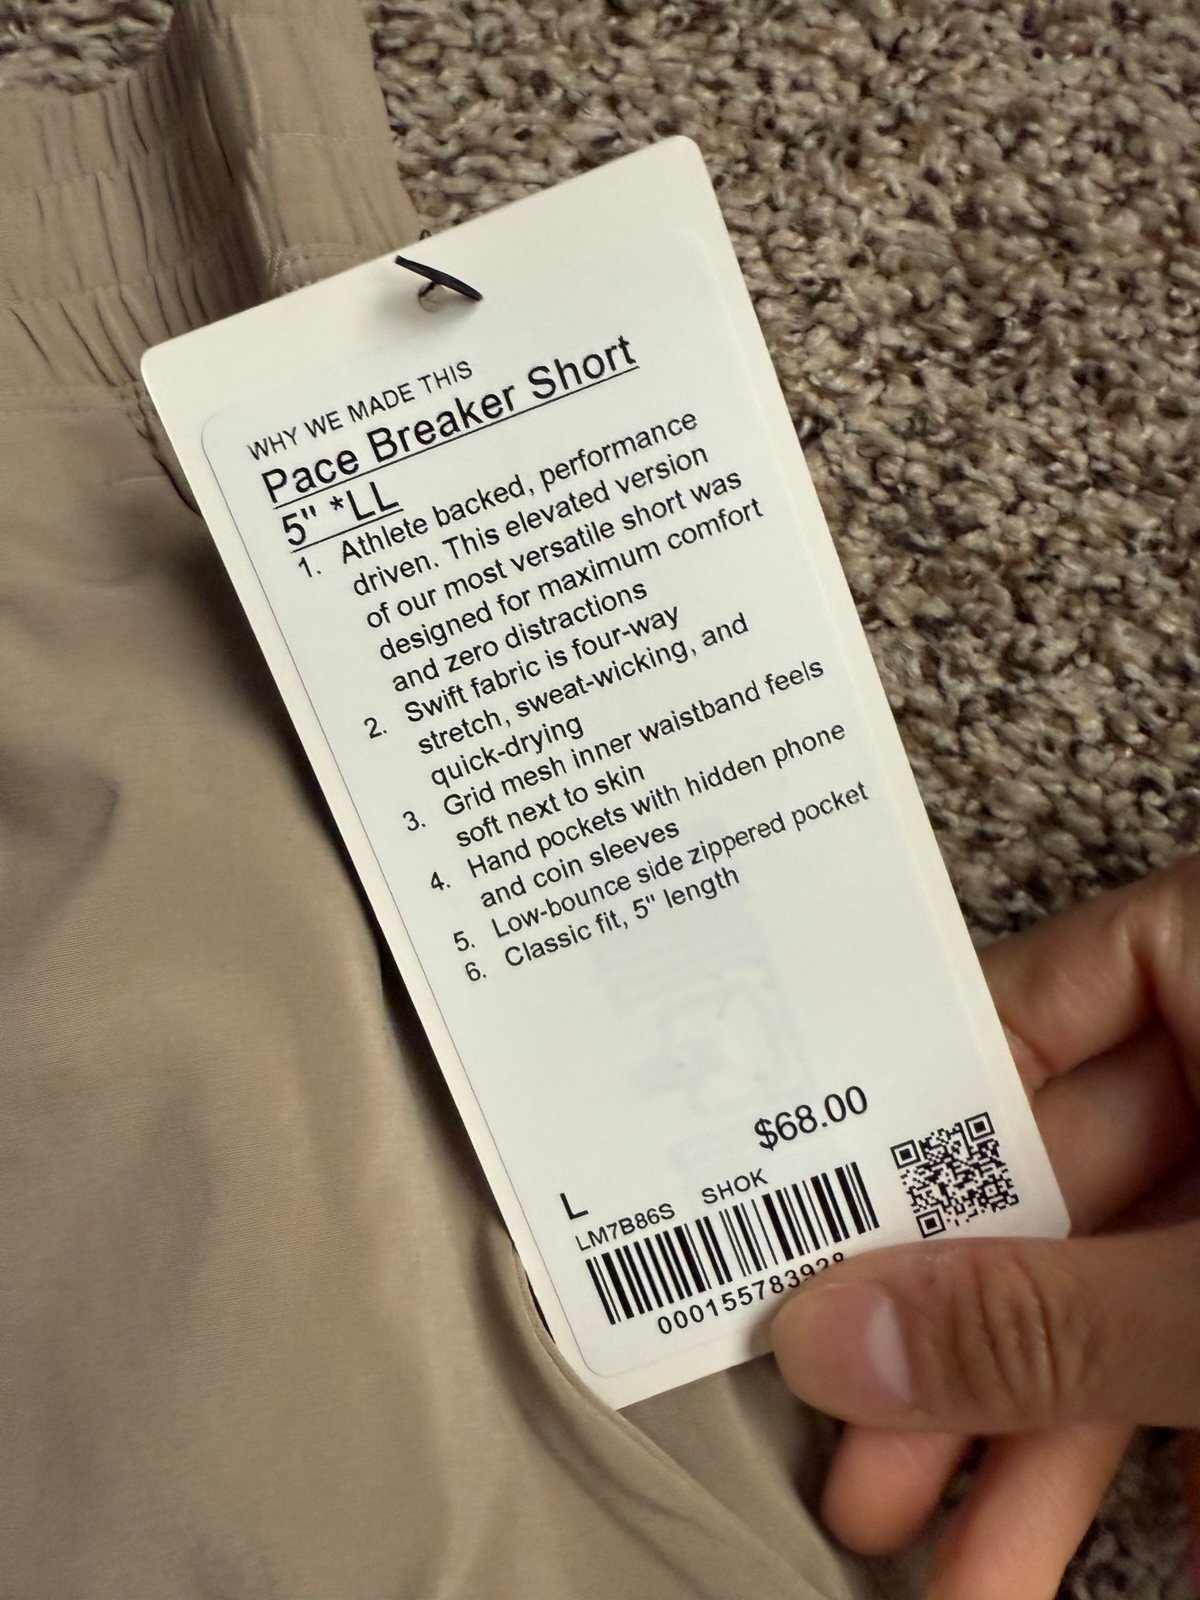 WHY WE MADE THIS
Pace Breaker Short
5" *LL
1. Athlete backed, performance
driven. This elevated version
of our most versatile short was
designed for maximum comfort
and zero distractions
2. Swift fabric is four-way
stretch, sweat-wicking, and
quick-drying
3. Grid mesh inner waistband feels
soft next to skin
4. Hand pockets with hidden phone
and coin sleeves
5. Low-bounce side zippered pocket
6. Classic fit, 5" length
$68.00
L
LM7B86S SHOK
000155783928